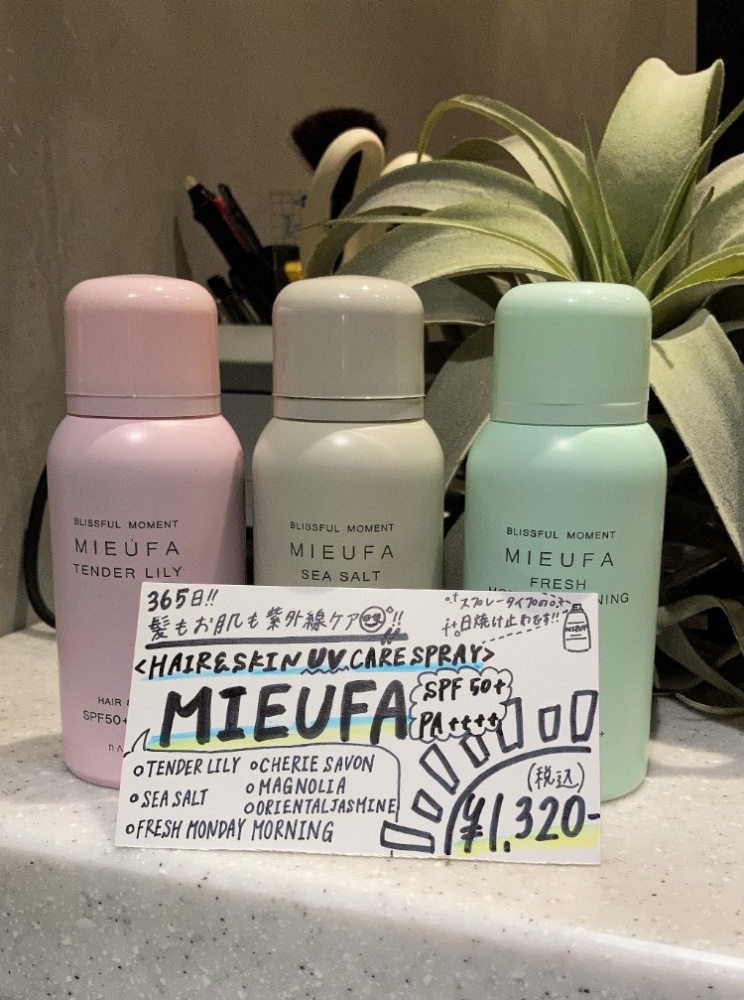 BLISSFUL MOMENT
MIEUFA
TENDER LILY
BLISSFUL MOMENT
MIEUFA
SEA SALT
BLISSFUL MOMENT
MIEUFA
FRESH
SPF50+
365日!!
髪もお肌も紫外線ケア!!
スプレータイプの
日焼け止めです!!
<HAIR&SKIN UV CARE SPRAY>
MIEUFA
SPF 50+
PA++++
○TENDER LILY ○CHERIE SAVON
○SEA SALT ○MAGNOLIA
○ORIENTAL JASMINE
○FRESH MONDAY MORNING
(税込)
¥1,320-